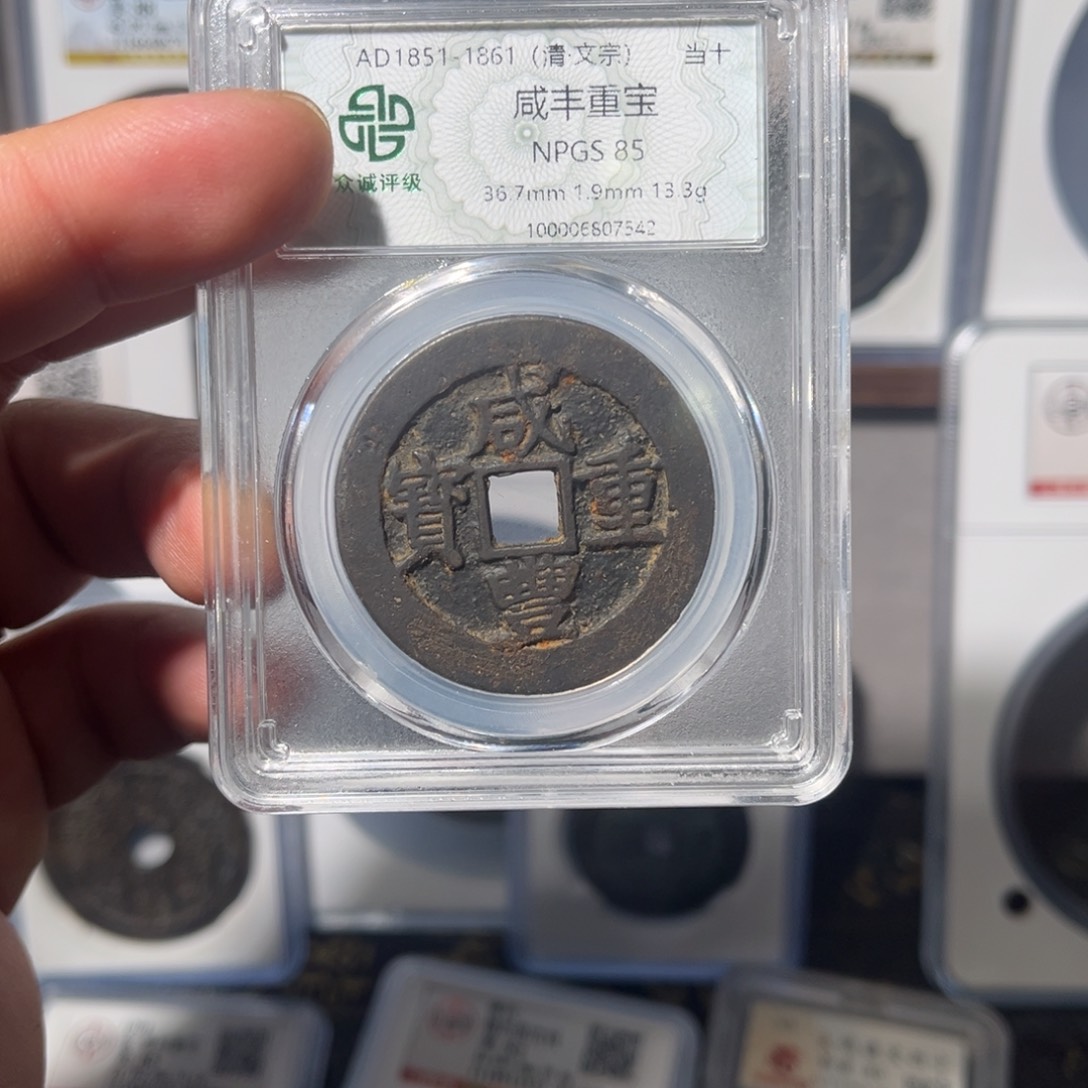 AD1851-1861（清·文宗） 当十
咸丰重宝
NPGS 85
众诚评级
36.7mm 1.9mm 13.3g
100006807542
咸
寶 重
豐